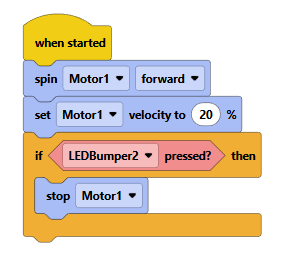 when started
spin Motor1 forward
set Motor1 velocity to 20 %
if LEDBumper2 pressed? then
stop Motor1